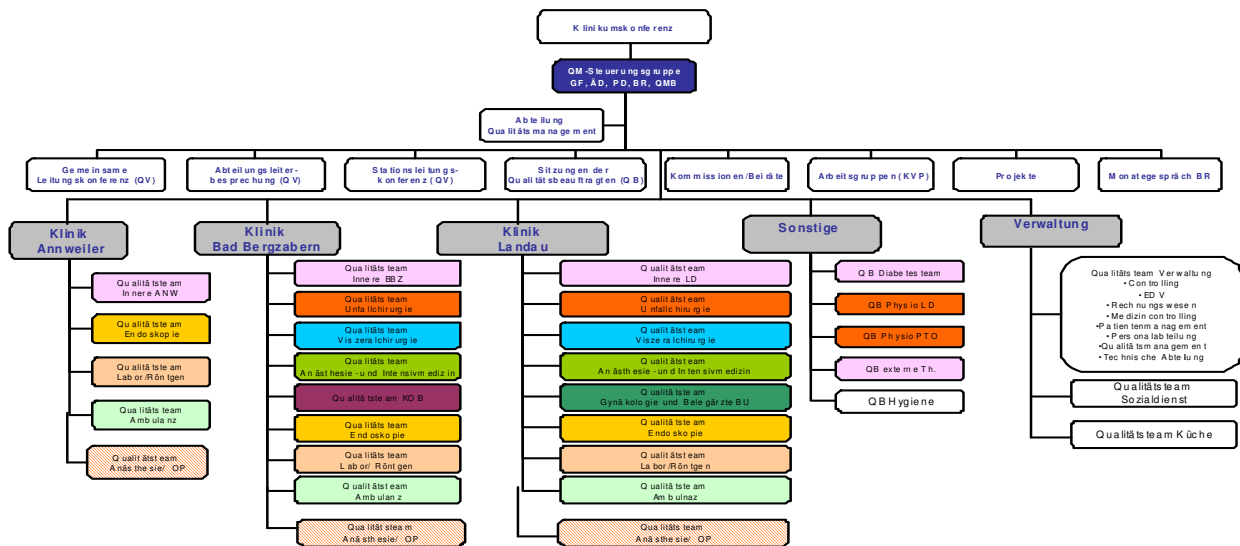 Klinikumskonferenz
QM-Steuerungsgruppe
GF, ÄD, PD, BR, QMB
Abteilung
Qualitätsmanagement
Gemeinsame
Leitungskonferenz (QV)
Abteilungsleiter-
besprechung (QV)
Stationsleitungs-
konferenz (QV)
Sitzungen der
Qualitätsbeauftragten (QB)
Kommissionen/Beiräte
Arbeitsgruppen (KVP)
Projekte
Monatsgespräch BR
Klinik
Annweiler
Qualitätsteam
Innere ANW
Qualitätsteam
Endoskopie
Qualitätsteam
Labor/Röntgen
Qualitätsteam
Ambulanz
Qualitätsteam
Anästhesie/ OP
Klinik
Bad Bergzabern
Qualitätsteam
Innere BBZ
Qualitätsteam
Unfallchirurgie
Qualitätsteam
Viszeralchirurgie
Qualitätsteam
Anästhesie- und Intensivmedizin
Qualitätsteam KOB
Qualitätsteam
Endoskopie
Qualitätsteam
Labor/ Röntgen
Qualitätsteam
Ambulanz
Qualitätsteam
Anästhesie/ OP
Klinik
Landau
Qualitätsteam
Innere LD
Qualitätsteam
Unfallchirurgie
Qualitätsteam
Viszeralchirurgie
Qualitätsteam
Anästhesie- und Intensivmedizin
Qualitätsteam
Gynäkologie und Belegärzte BU
Qualitätsteam
Endoskopie
Qualitätsteam
Labor/Röntgen
Qualitätsteam
Ambulnaz
Qualitätsteam
Anästhesie/ OP
Sonstige
QB Diabetesteam
QB Physio LD
QB Physio PTO
QB externe Th.
QB Hygiene
Verwaltung
Qualitätsteam Verwaltung
• Controlling
• EDV
• Rechnungswesen
• Medizincontrolling
• Patientenmanagement
• Personalabteilung
• Qualitätsmanagement
• Technische Abteilung
Qualitätsteam
Sozialdienst
Qualitätsteam Küche